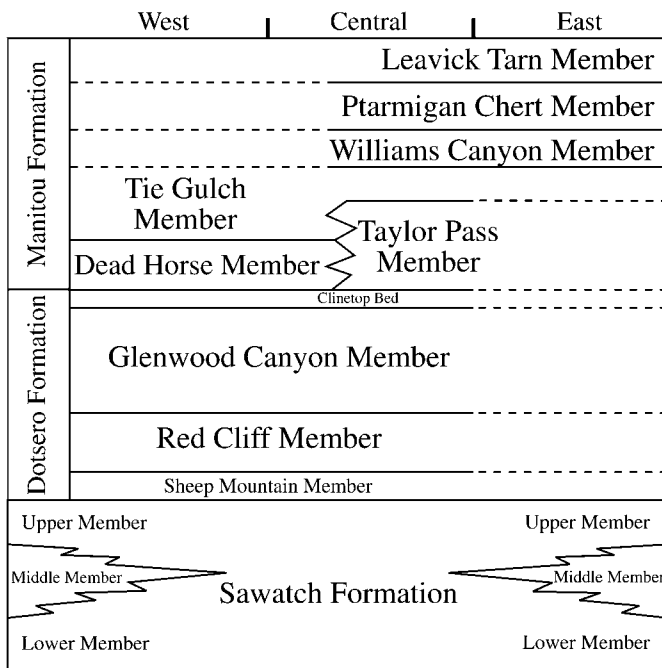 West Central East
Manitou Formation
Leavick Tarn Member
Ptarmigan Chert Member
Williams Canyon Member
Tie Gulch
Member
Taylor Pass
Member
Dead Horse Member
Dotsero Formation
Clinetop Bed
Glenwood Canyon Member
Red Cliff Member
Sheep Mountain Member
Upper Member Upper Member
Middle Member Middle Member
Sawatch Formation
Lower Member Lower Member